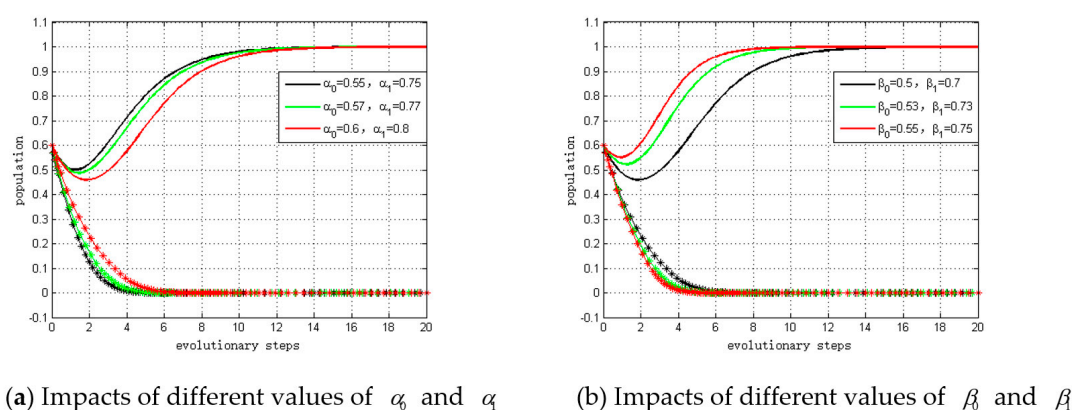 1.1
1
0.9
0.8
0.7
0.6
0.5
0.4
0.3
0.2
0.1
0
-0.1
population
0 2 4 6 8 10 12 14 16 18 20
evolutionary steps
α₀=0.55, α₁=0.75
α₀=0.57, α₁=0.77
α₀=0.6, α₁=0.8
(a) Impacts of different values of α₀ and α₁
1.1
1
0.9
0.8
0.7
0.6
0.5
0.4
0.3
0.2
0.1
0
-0.1
population
0 2 4 6 8 10 12 14 16 18 20
evolutionary steps
β₀=0.5, β₁=0.7
β₀=0.53, β₁=0.73
β₀=0.55, β₁=0.75
(b) Impacts of different values of β₀ and β₁